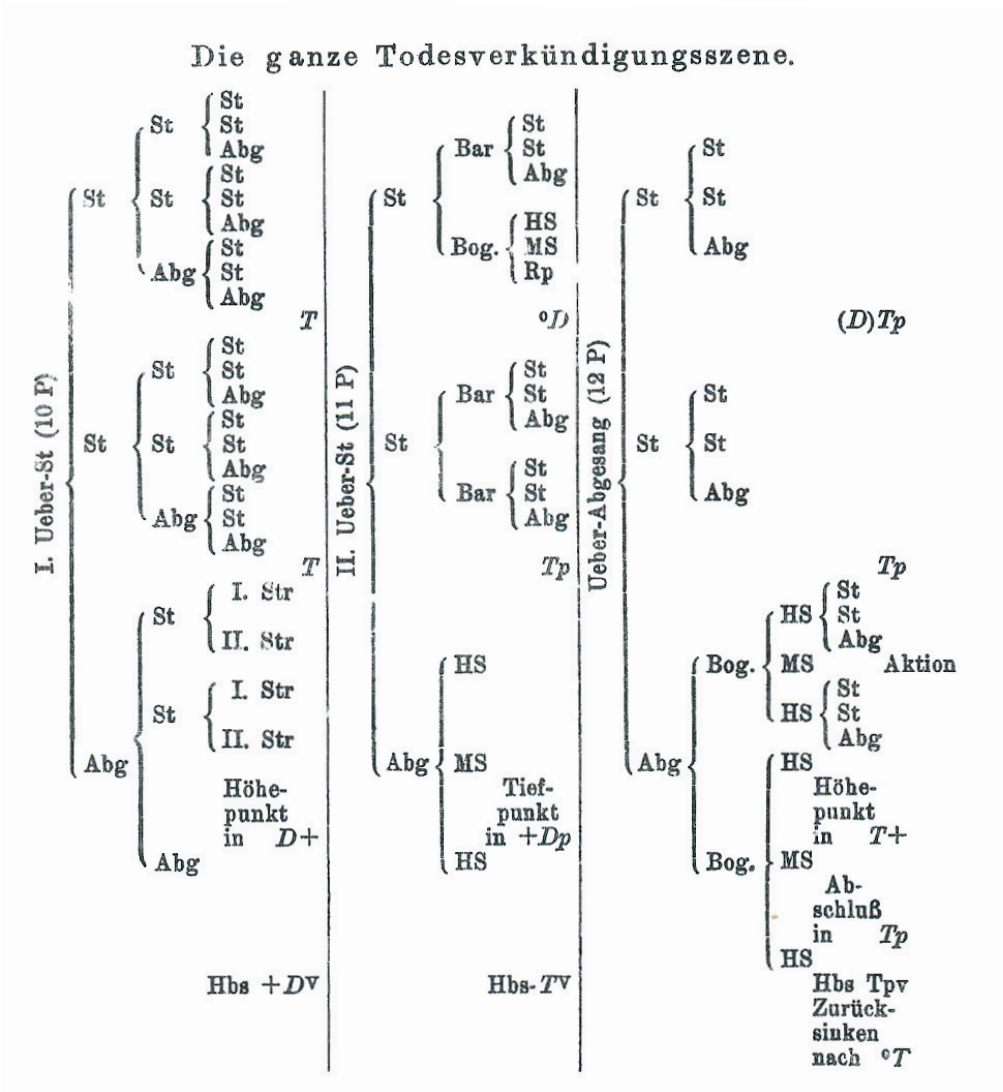 Die ganze Todesverkündigungsszene.
I. Ueber-St (10 P)
St
St St
Abg
St
St St St
Abg
St
Abg St
Abg
T
St
St St
Abg
St
St St St
Abg
St
Abg St
Abg
T
I. Str
St
II. Str
I. Str
St
II. Str
Abg
Höhe-
punkt
in D+
Abg
Hbs +Dv
II. Ueber-St (11 P)
St
Bar St
Abg
St
HS
Bog. MS
Rp
°D
St
Bar St
Abg
St
St
Bar St
Abg
Tp
HS
Abg MS
Tief-
punkt
in +Dp
HS
Hbs-Tv
Ueber-Abgesang (12 P)
St
St St
Abg
(D)Tp
St
St St
Abg
Tp
St
HS St
Abg
Bog. MS Aktion
St
HS St
Abg
Abg HS
Höhe-
punkt
in T+
Bog. MS
Ab-
schluß
in Tp
HS
Hbs Tpv
Zurück-
sinken
nach °T